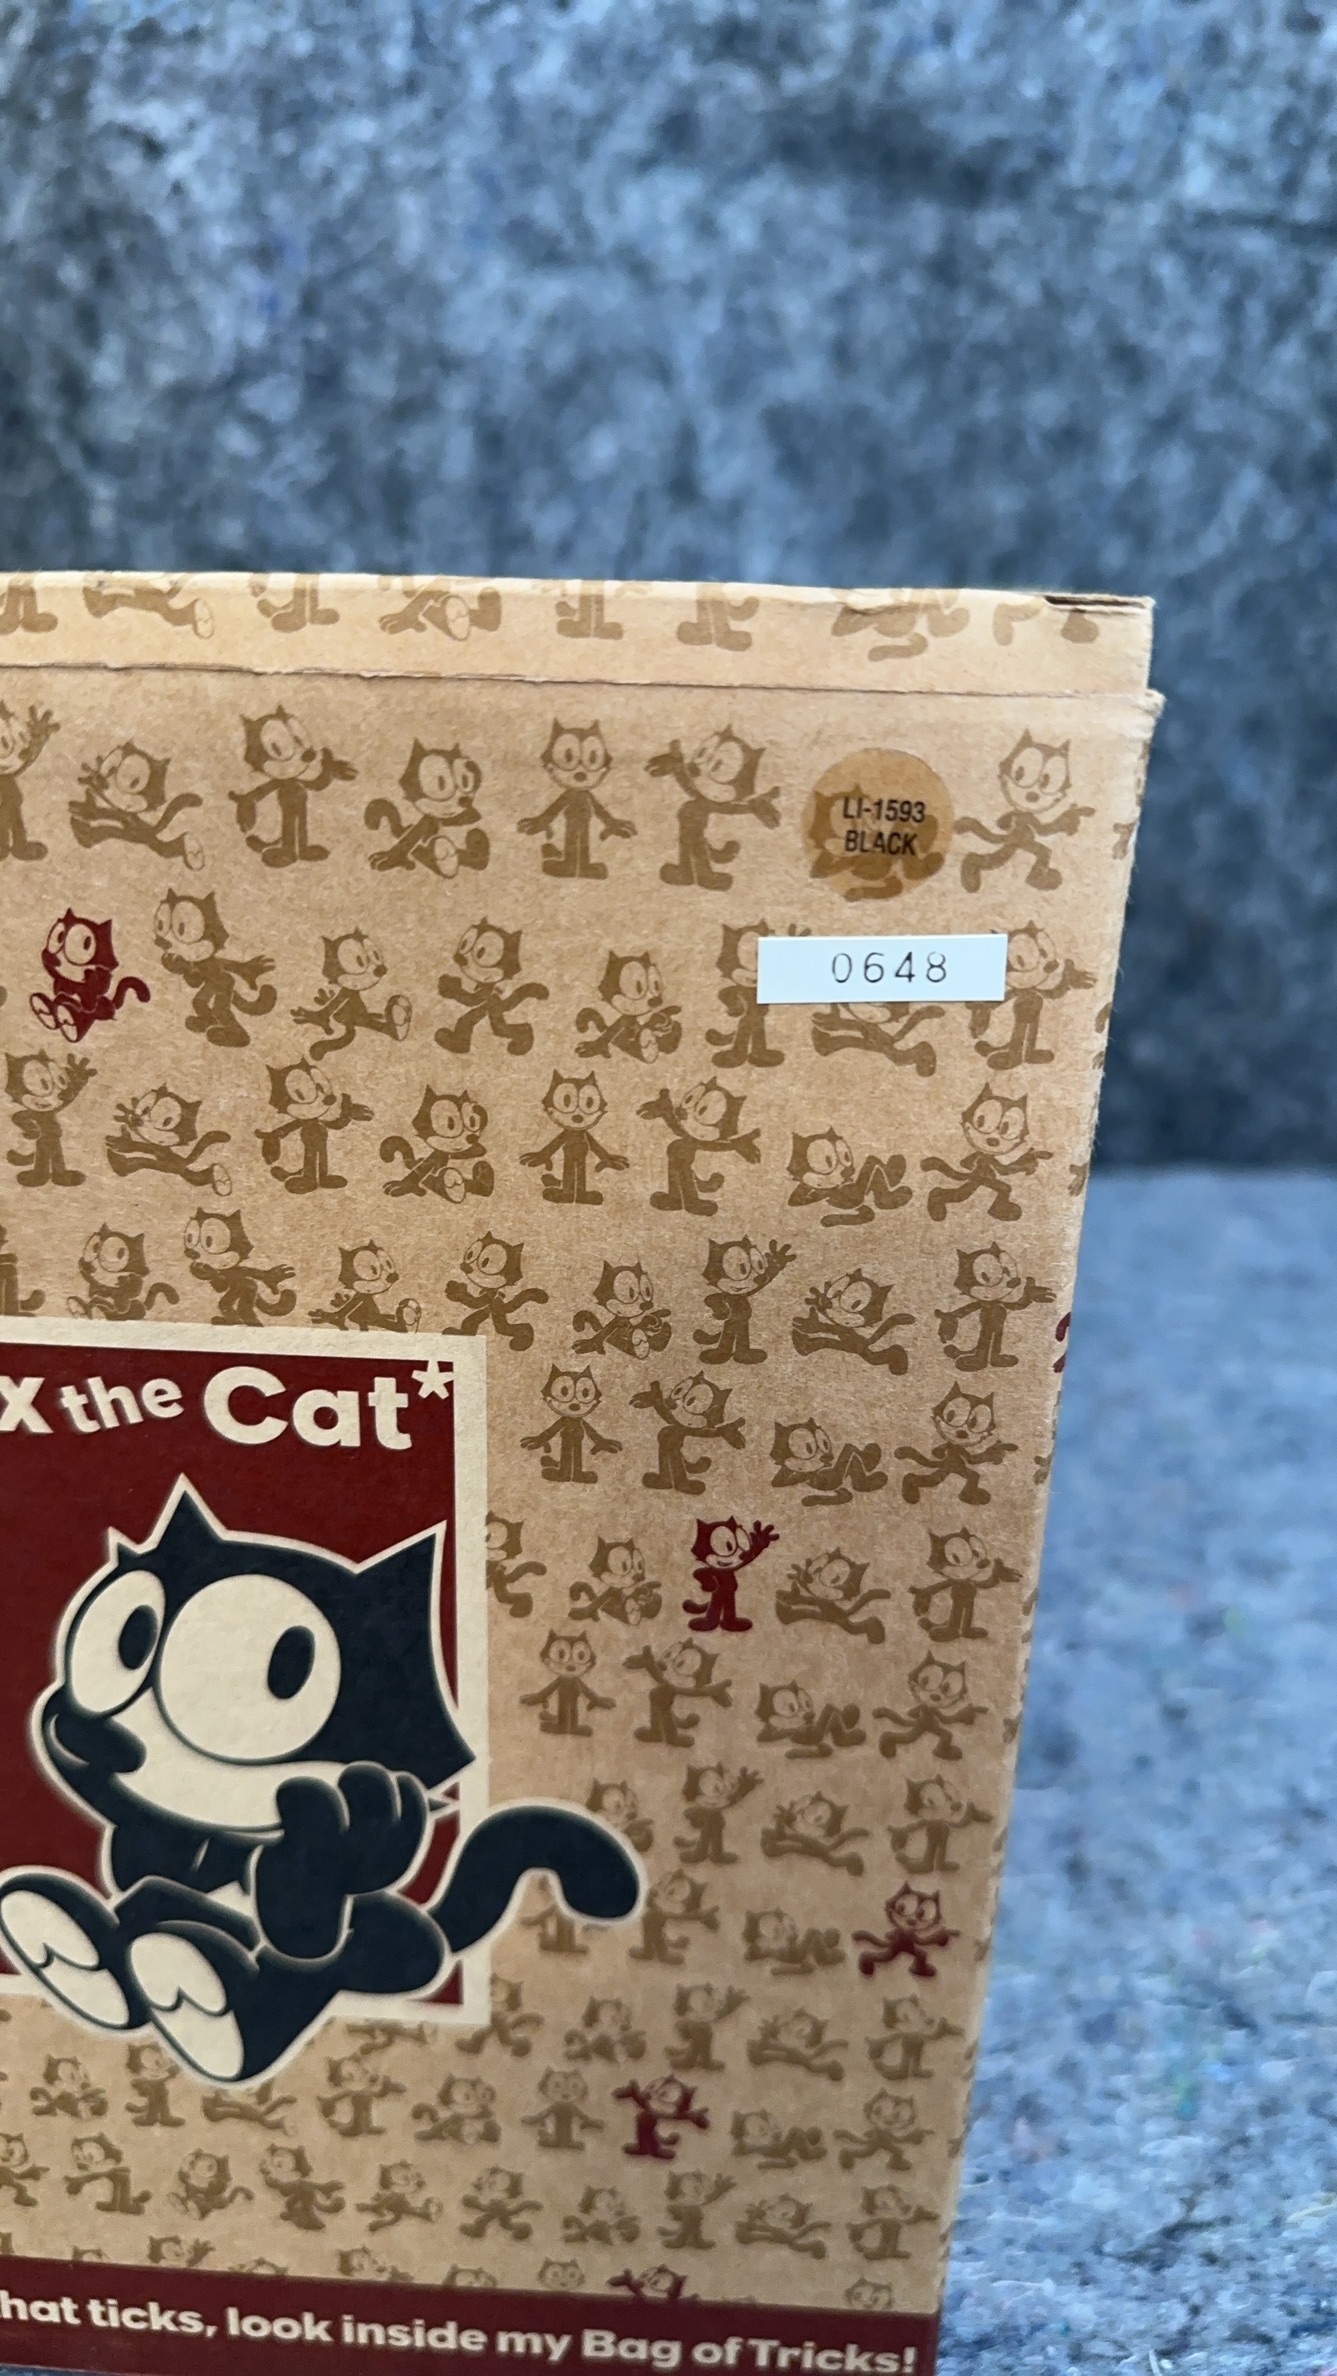 LI-1593
BLACK
0648
x the Cat*
hat ticks, look inside my Bag of Tricks!